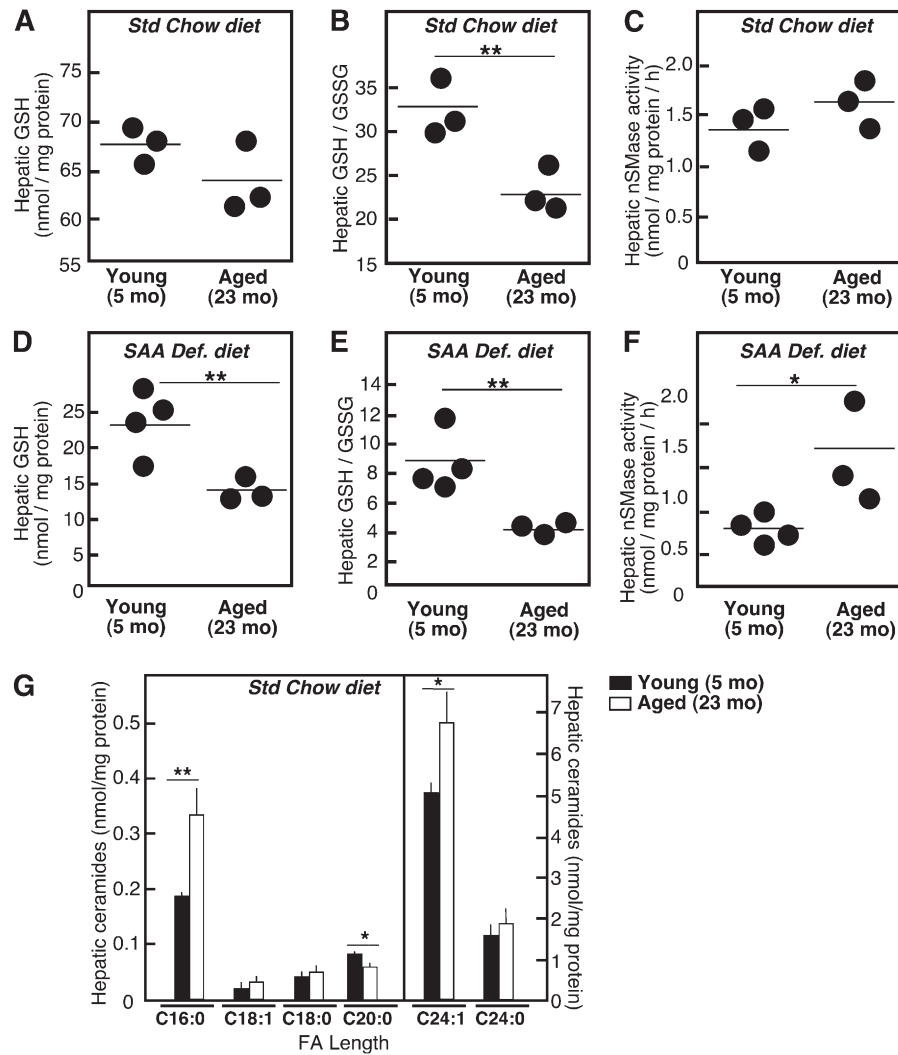 A
Std Chow diet
Hepatic GSH
(nmol / mg protein)
75
70
65
60
55
Young
(5 mo)
Aged
(23 mo)
B
Std Chow diet
**
Hepatic GSH / GSSG
35
30
25
20
15
Young
(5 mo)
Aged
(23 mo)
C
Std Chow diet
Hepatic nSMase activity
(nmol / mg protein / h)
2.0
1.5
1.0
0.5
0
Young
(5 mo)
Aged
(23 mo)
D
SAA Def. diet
**
Hepatic GSH
(nmol / mg protein)
25
20
15
10
5
0
Young
(5 mo)
Aged
(23 mo)
E
SAA Def. diet
**
Hepatic GSH / GSSG
14
12
10
8
6
4
2
0
Young
(5 mo)
Aged
(23 mo)
F
SAA Def. diet
*
Hepatic nSMase activity
(nmol / mg protein / h)
2.0
1.5
1.0
0.5
0
Young
(5 mo)
Aged
(23 mo)
G
Std Chow diet
Hepatic ceramides (nmol/mg protein)
0.5
0.4
0.3
0.2
0.1
0
**
*
*
7
6
5
4
3
2
1
0
Hepatic ceramides (nmol/mg protein)
C16:0 C18:1 C18:0 C20:0 C24:1 C24:0
FA Length
Young (5 mo)
Aged (23 mo)